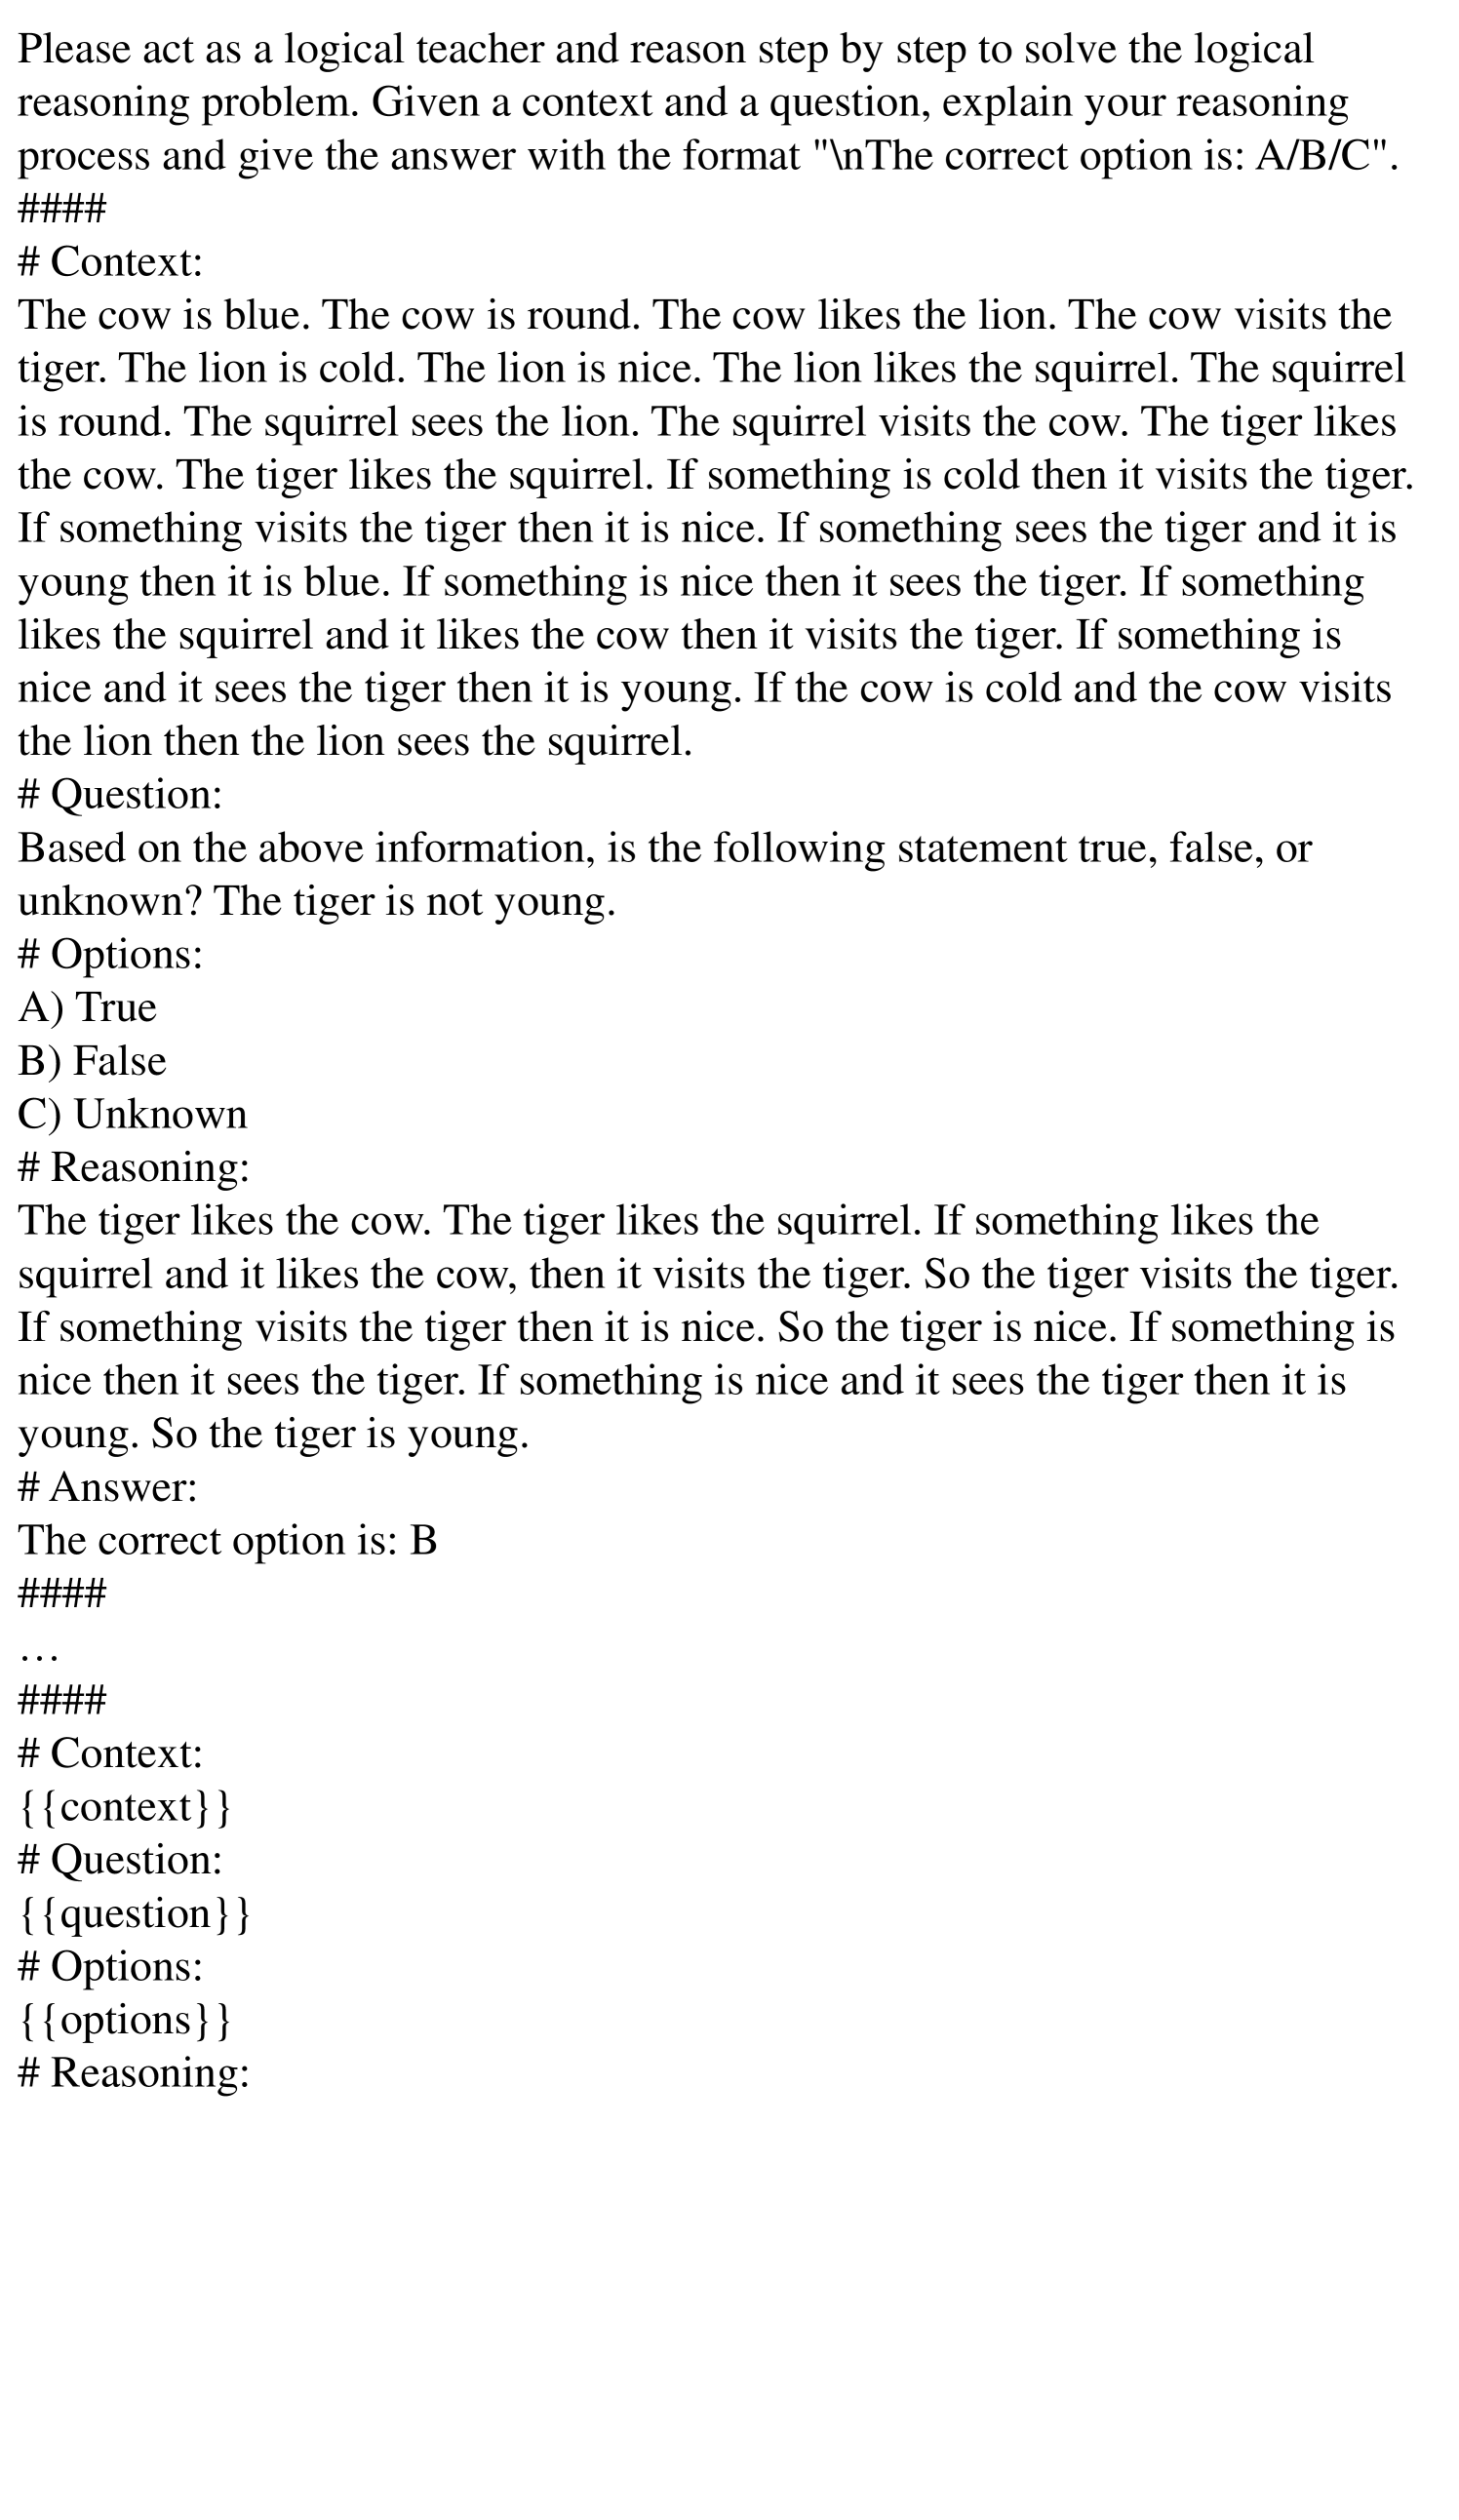 Please act as a logical teacher and reason step by step to solve the logical
reasoning problem. Given a context and a question, explain your reasoning
process and give the answer with the format "\nThe correct option is: A/B/C".
####
# Context:
The cow is blue. The cow is round. The cow likes the lion. The cow visits the
tiger. The lion is cold. The lion is nice. The lion likes the squirrel. The squirrel
is round. The squirrel sees the lion. The squirrel visits the cow. The tiger likes
the cow. The tiger likes the squirrel. If something is cold then it visits the tiger.
If something visits the tiger then it is nice. If something sees the tiger and it is
young then it is blue. If something is nice then it sees the tiger. If something
likes the squirrel and it likes the cow then it visits the tiger. If something is
nice and it sees the tiger then it is young. If the cow is cold and the cow visits
the lion then the lion sees the squirrel.
# Question:
Based on the above information, is the following statement true, false, or
unknown? The tiger is not young.
# Options:
A) True
B) False
C) Unknown
# Reasoning:
The tiger likes the cow. The tiger likes the squirrel. If something likes the
squirrel and it likes the cow, then it visits the tiger. So the tiger visits the tiger.
If something visits the tiger then it is nice. So the tiger is nice. If something is
nice then it sees the tiger. If something is nice and it sees the tiger then it is
young. So the tiger is young.
# Answer:
The correct option is: B
####
…
####
# Context:
{{context}}
# Question:
{{question}}
# Options:
{{options}}
# Reasoning: